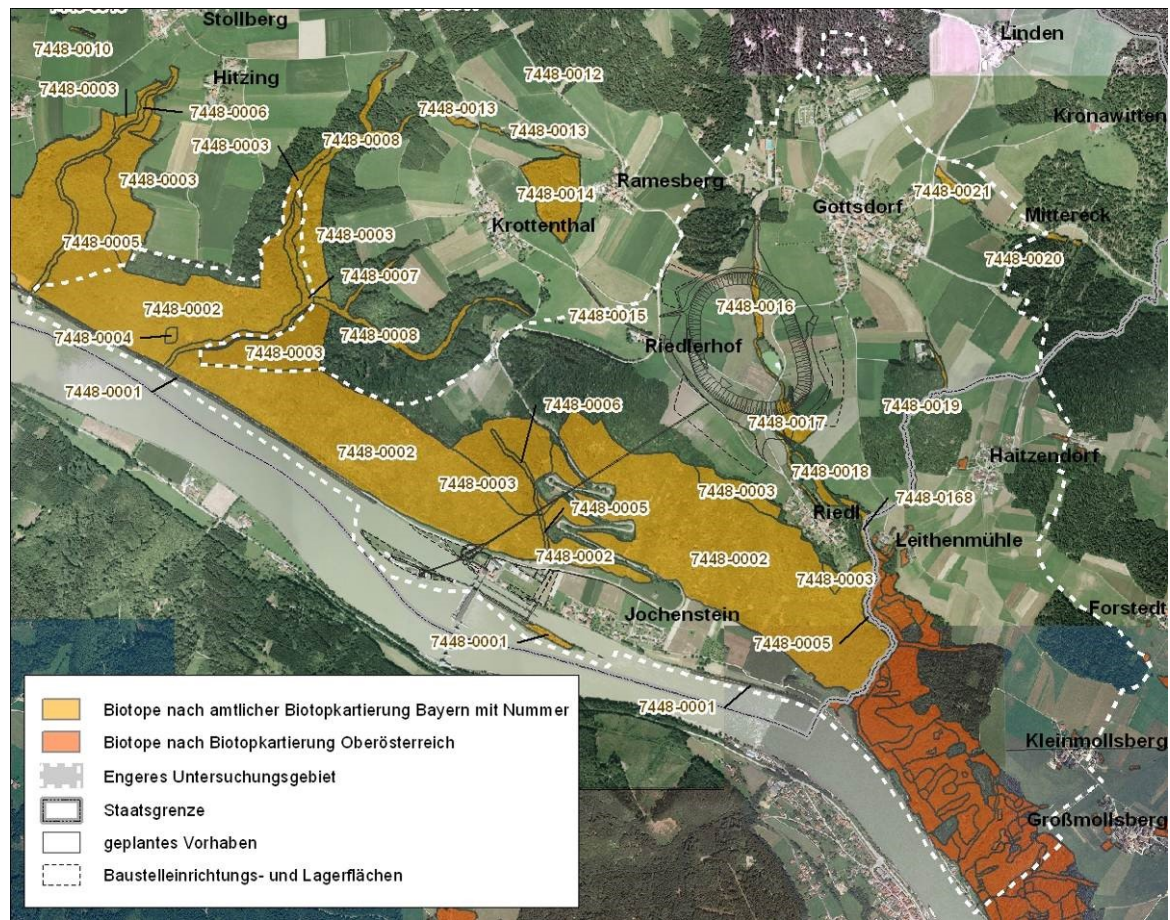 Stollberg
7448-0010
Linden
7448-0003
Hitzing
7448-0012
7448-0006
7448-0013
Kronawitten
7448-0003
7448-0008
7448-0013
7448-0003
Ramesberg
7448-0014
7448-0021
Krottenthal
Gottsdorf
Mittereck
7448-0005
7448-0003
7448-0020
7448-0007
7448-0002
7448-0016
7448-0015
7448-0004
7448-0008
Riedlerhof
7448-0003
7448-0001
7448-0006
7448-0019
7448-0017
7448-0002
Haitzendorf
7448-0003
7448-0003
7448-0018
7448-0168
7448-0005
Riedl
Leithenmühle
7448-0002
7448-0002
7448-0003
Jochenstein
Forstedt
7448-0001
7448-0005
7448-0001
Biotope nach amtlicher Biotopkartierung Bayern mit Nummer
Biotope nach Biotopkartierung Oberösterreich
Engeres Untersuchungsgebiet
Staatsgrenze
geplantes Vorhaben
Baustelleinrichtungs- und Lagerflächen
Kleinmollsberg
Großmollsberg